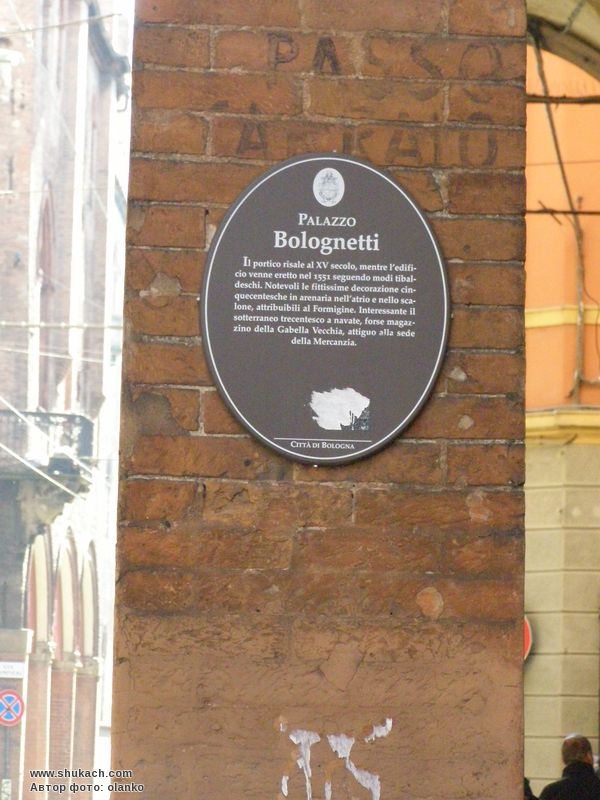 PASSO
CARRAIO
PALAZZO
Bolognetti
Il portico risale al XV secolo, mentre l'edifi-
cio venne eretto nel 1551 seguendo modi tibal-
deschi. Notevoli le fittissime decorazione cin-
quecentesche in arenaria nell'atrio e nello sca-
lone, attribuibili al Formigine. Interessante il
sotterraneo trecentesco a navate, forse magaz-
zino della Gabella Vecchia, attiguo alla sede
della Mercanzia.
CITTÀ DI BOLOGNA
www.shukach.com
Автор фото: olanko